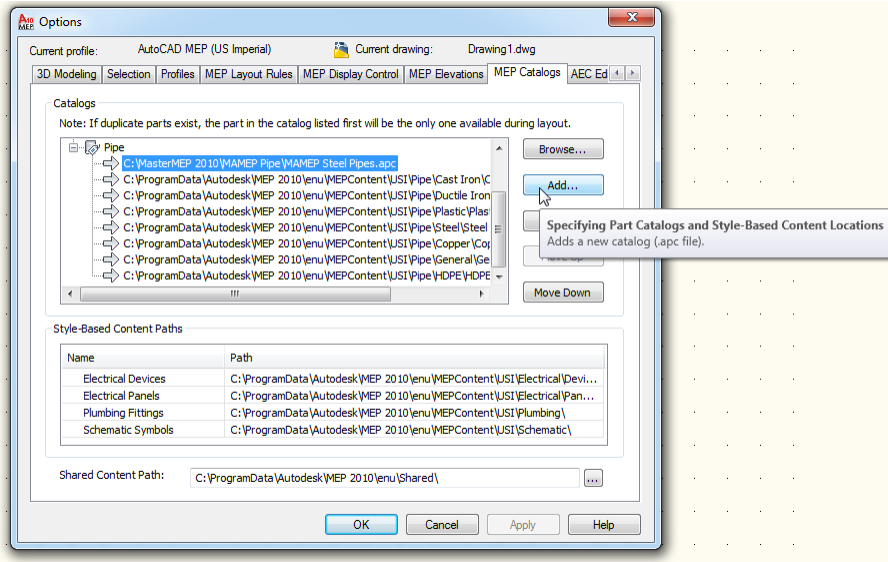 A10
MEP
Options
Current profile: AutoCAD MEP (US Imperial) Current drawing: Drawing1.dwg
3D Modeling Selection Profiles MEP Layout Rules MEP Display Control MEP Elevations MEP Catalogs AEC Ed
Catalogs
Note: If duplicate parts exist, the part in the catalog listed first will be the only one available during layout.
Pipe
C:\MasterMEP 2010\MAMEP Pipe\MAMEP Steel Pipes.apc
C:\ProgramData\Autodesk\MEP 2010\enu\MEPContent\USI\Pipe\Cast Iron\C
C:\ProgramData\Autodesk\MEP 2010\enu\MEPContent\USI\Pipe\Ductile Iron
C:\ProgramData\Autodesk\MEP 2010\enu\MEPContent\USI\Pipe\Plastic\Plas
C:\ProgramData\Autodesk\MEP 2010\enu\MEPContent\USI\Pipe\Steel\Steel
C:\ProgramData\Autodesk\MEP 2010\enu\MEPContent\USI\Pipe\Copper\Cop
C:\ProgramData\Autodesk\MEP 2010\enu\MEPContent\USI\Pipe\General\Ge
C:\ProgramData\Autodesk\MEP 2010\enu\MEPContent\USI\Pipe\HDPE\HDPE
Browse...
Add...
Specifying Part Catalogs and Style-Based Content Locations
Adds a new catalog (.apc file).
Move Up
Move Down
Style-Based Content Paths
Name Path
Electrical Devices C:\ProgramData\Autodesk\MEP 2010\enu\MEPContent\USI\Electrical\Devi...
Electrical Panels C:\ProgramData\Autodesk\MEP 2010\enu\MEPContent\USI\Electrical\Pan...
Plumbing Fittings C:\ProgramData\Autodesk\MEP 2010\enu\MEPContent\USI\Plumbing\
Schematic Symbols C:\ProgramData\Autodesk\MEP 2010\enu\MEPContent\USI\Schematic\
Shared Content Path: C:\ProgramData\Autodesk\MEP 2010\enu\Shared\ ...
OK Cancel Apply Help